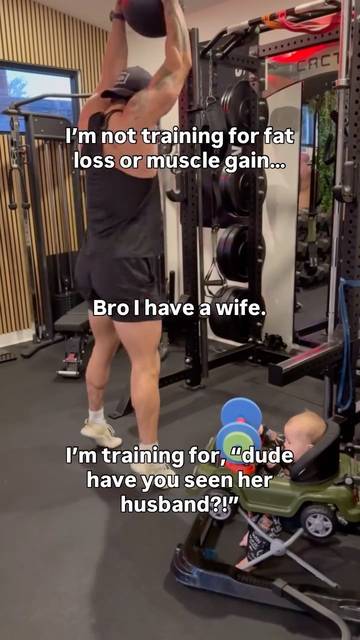 I'm not training for fat
loss or muscle gain...
Bro I have a wife.
I'm training for, "dude
have you seen her
husband?!"